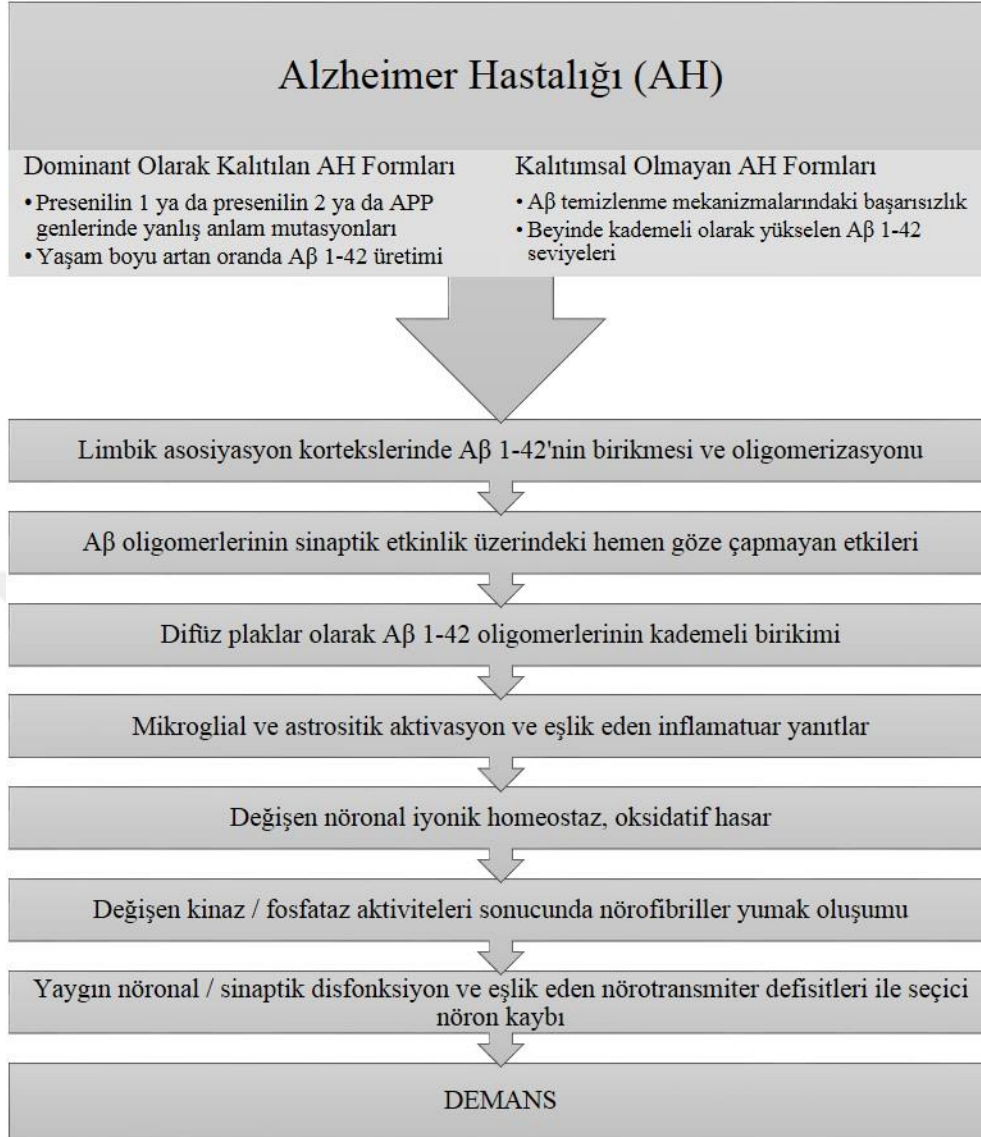 Alzheimer Hastalığı (AH)
Dominant Olarak Kalıtılan AH Formları
• Presenilin 1 ya da presenilin 2 ya da APP
genlerinde yanlış anlam mutasyonları
• Yaşam boyu artan oranda Aβ 1-42 üretimi
Kalıtımsal Olmayan AH Formları
• Aβ temizlenme mekanizmalarındaki başarısızlık
• Beyinde kademeli olarak yükselen Aβ 1-42
seviyeleri
Limbik asosiyasyon kortekslerinde Aβ 1-42'nin birikmesi ve oligomerizasyonu
Aβ oligomerlerinin sinaptik etkinlik üzerindeki hemen göze çapmayan etkileri
Difüz plaklar olarak Aβ 1-42 oligomerlerinin kademeli birikimi
Mikroglial ve astrositik aktivasyon ve eşlik eden inflamatuar yanıtlar
Değişen nöronal iyonik homeostaz, oksidatif hasar
Değişen kinaz / fosfataz aktiviteleri sonucunda nörofibriller yumak oluşumu
Yaygın nöronal / sinaptik disfonksiyon ve eşlik eden nörotransmiter defisitleri ile seçici
nöron kaybı
DEMANS